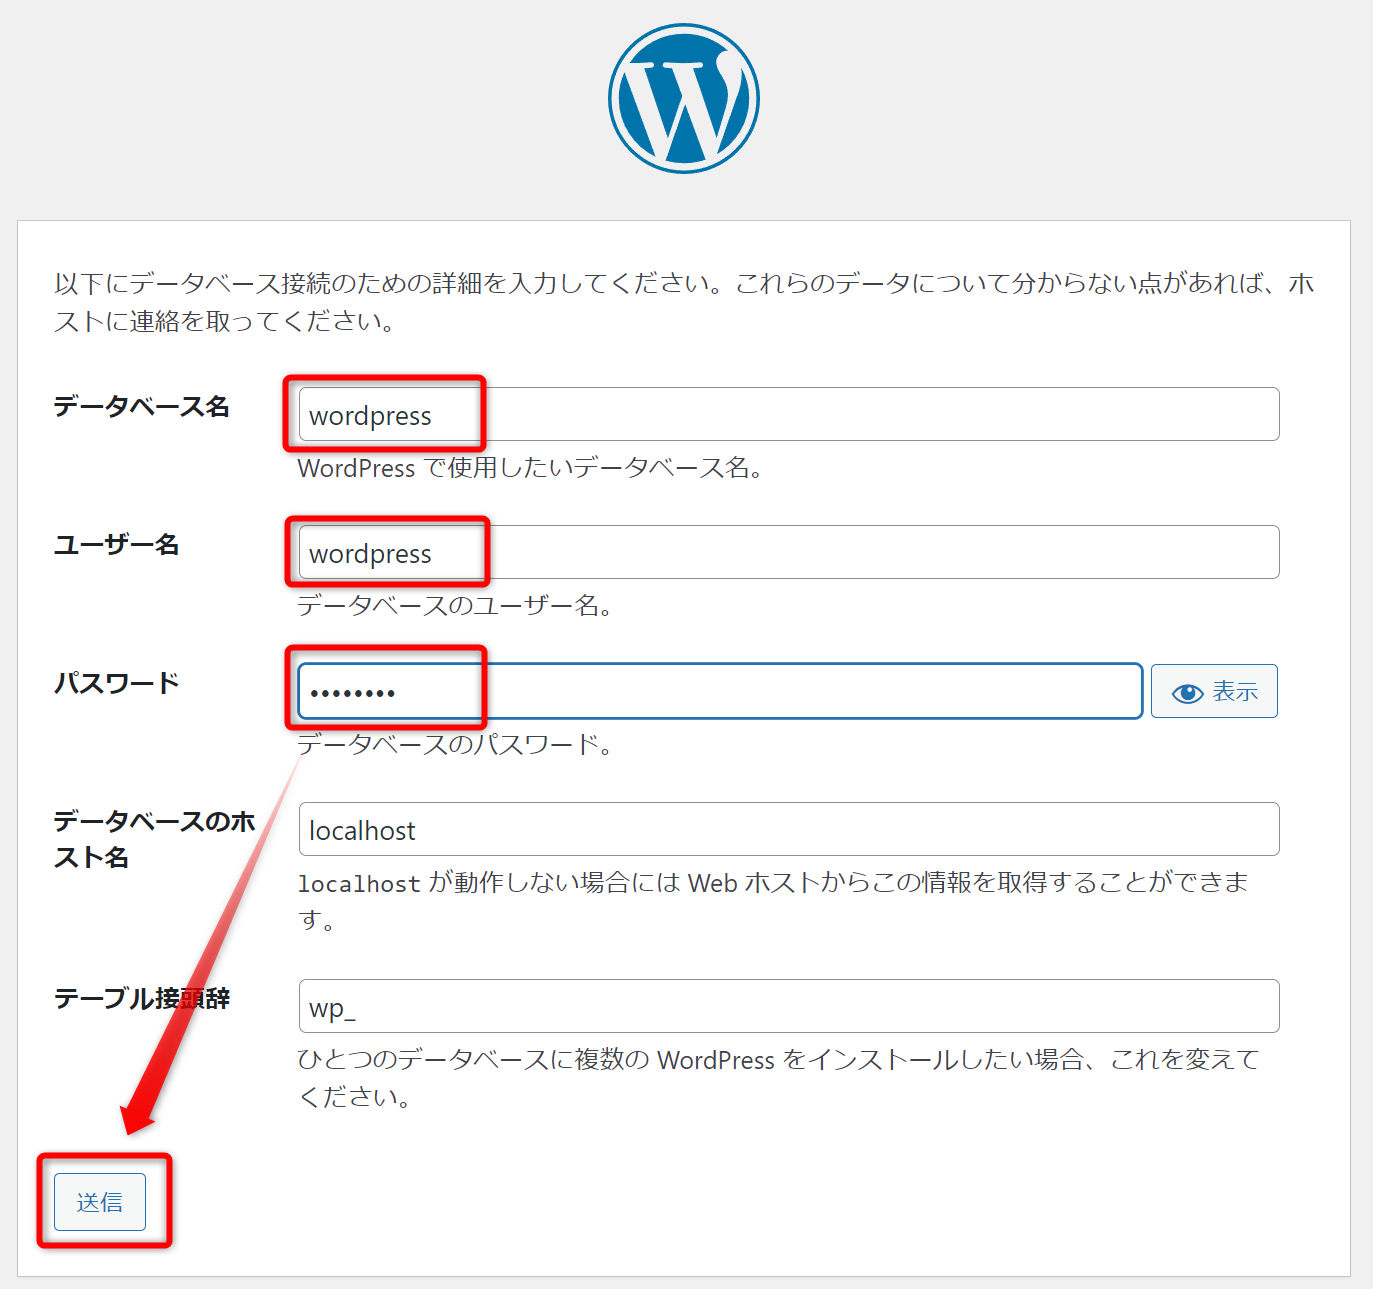 以下にデータベース接続のための詳細を入力してください。これらのデータについて分からない点があれば、ホ
ストに連絡を取ってください。
データベース名
wordpress
WordPress で使用したいデータベース名。
ユーザー名
wordpress
データベースのユーザー名。
パスワード
••••••••
表示
データベースのパスワード。
データベースのホ
スト名
localhost
localhost が動作しない場合には Web ホストからこの情報を取得することができま
す。
テーブル接頭辞
wp_
ひとつのデータベースに複数の WordPress をインストールしたい場合、これを変えて
ください。
送信